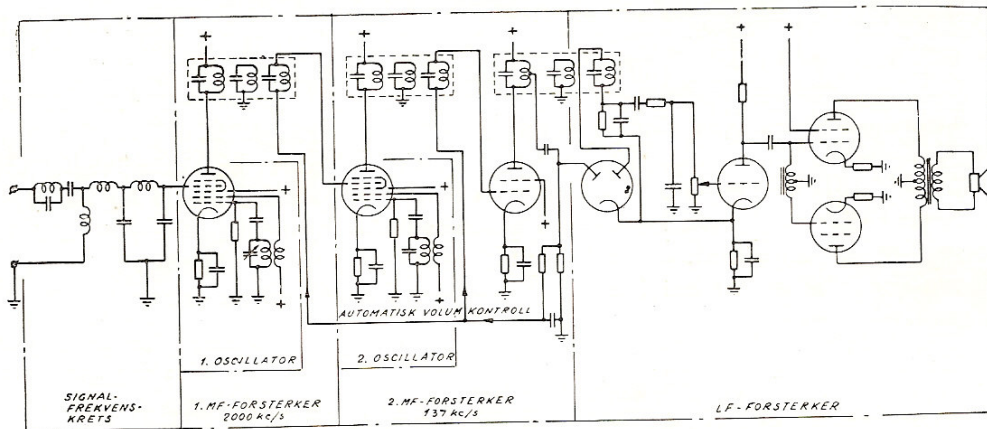 AUTOMATISK VOLUM KONTROLL
1. OSCILLATOR
2. OSCILLATOR
SIGNAL-
FREKVENS-
KRETS
1. MF-FORSTERKER
2000 kc/s
2. MF-FORSTERKER
137 kc/s
LF-FORSTERKER